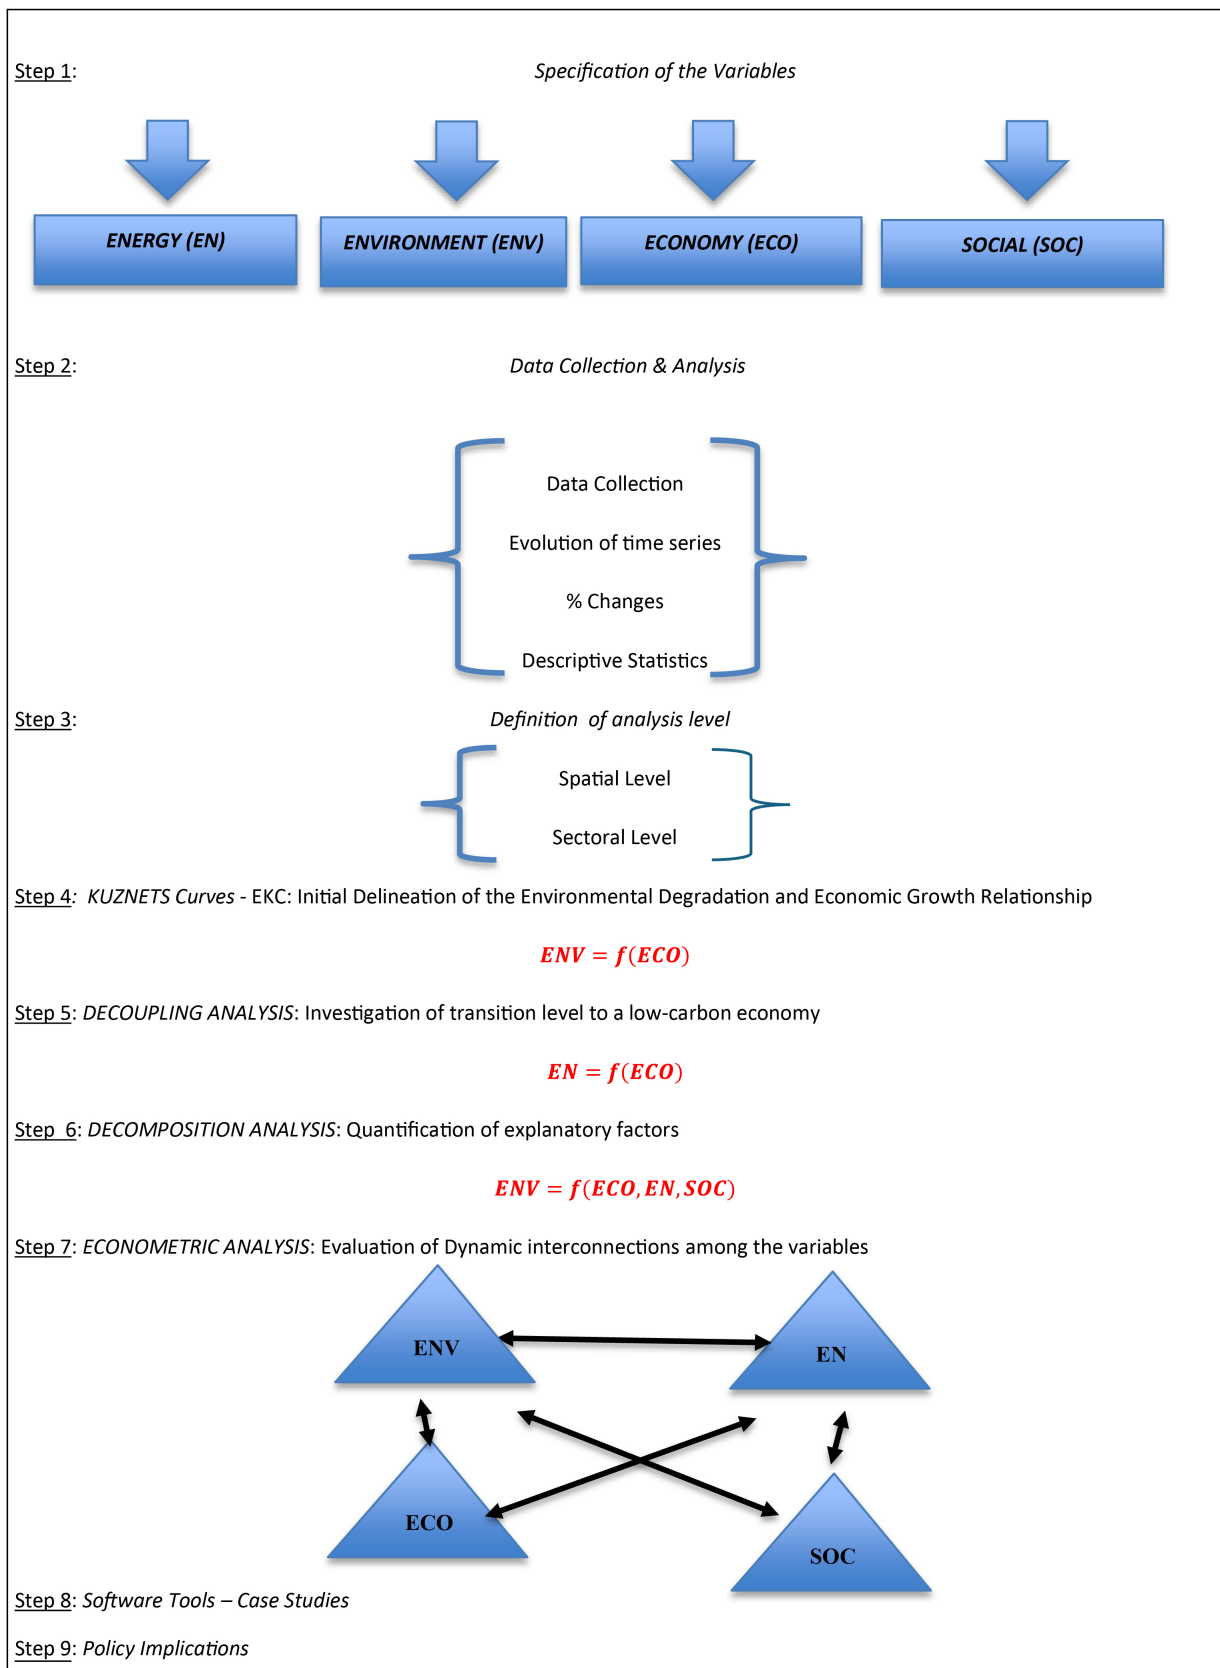 Step 1: Specification of the Variables
ENERGY (EN) ENVIRONMENT (ENV) ECONOMY (ECO) SOCIAL (SOC)
Step 2: Data Collection & Analysis
Data Collection
Evolution of time series
% Changes
Descriptive Statistics
Step 3: Definition of analysis level
Spatial Level
Sectoral Level
Step 4: KUZNETS Curves - EKC: Initial Delineation of the Environmental Degradation and Economic Growth Relationship
ENV = f(ECO)
Step 5: DECOUPLING ANALYSIS: Investigation of transition level to a low-carbon economy
EN = f(ECO)
Step 6: DECOMPOSITION ANALYSIS: Quantification of explanatory factors
ENV = f(ECO, EN, SOC)
Step 7: ECONOMETRIC ANALYSIS: Evaluation of Dynamic interconnections among the variables
ENV EN
ECO SOC
Step 8: Software Tools – Case Studies
Step 9: Policy Implications